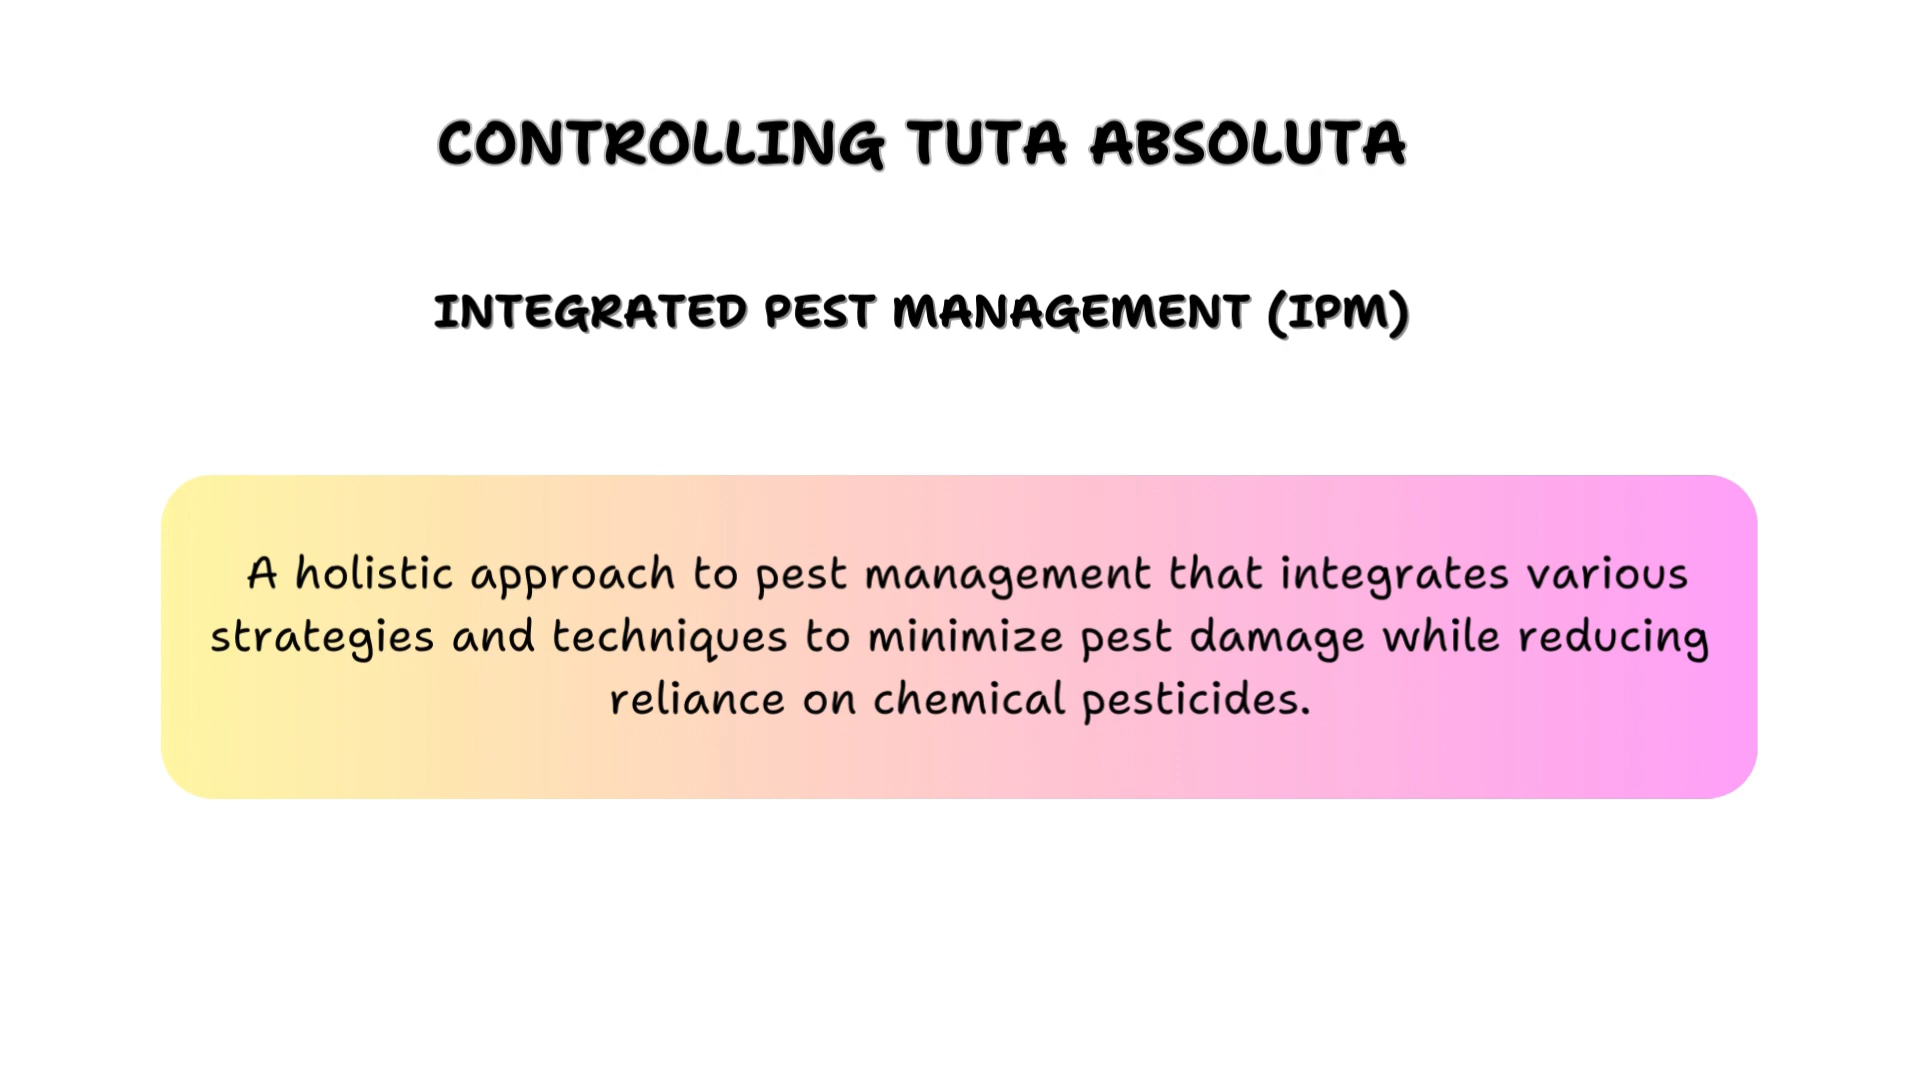 CONTROLLING TUTA ABSOLUTA
INTEGRATED PEST MANAGEMENT (IPM)
A holistic approach to pest management that integrates various
strategies and techniques to minimize pest damage while reducing
reliance on chemical pesticides.